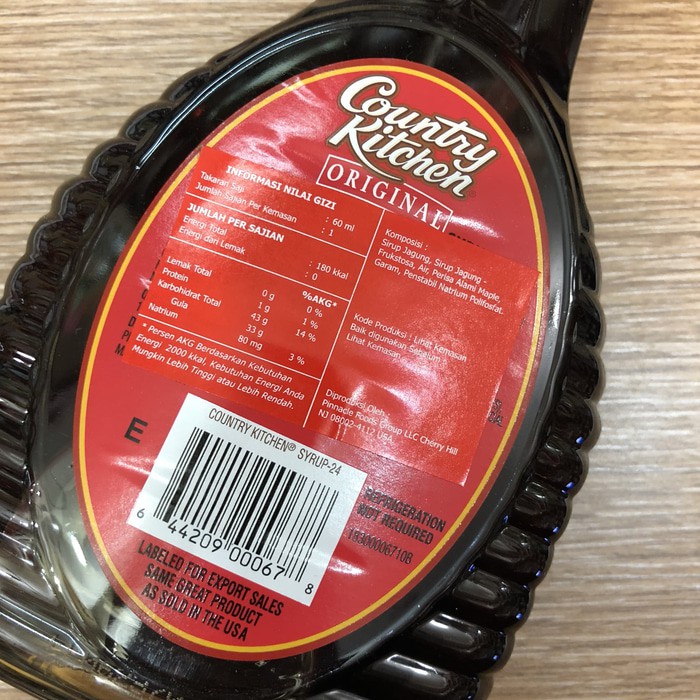 Country
Kitchen
ORIGINAL
INFORMASI NILAI GIZI
Takaran Saji : 60 ml
Jumlah Sajian Per Kemasan : 1
JUMLAH PER SAJIAN
Energi Total : 180 kkal
Energi dari Lemak : 0
%AKG*
Lemak Total 0 g 0 %
Protein 1 g 1 %
Karbohidrat Total 43 g 14 %
Gula 33 g
Natrium 80 mg 3 %
* Persen AKG Berdasarkan Kebutuhan
Energi 2000 kkal. Kebutuhan Energi Anda
Mungkin Lebih Tinggi atau Lebih Rendah.
Komposisi :
Sirup Jagung, Sirup Jagung -
Frukstosa, Air, Perisa Alami Maple,
Garam, Penstabil Natrium Polifosfat.
Kode Produksi : Lihat Kemasan
Baik digunakan Sebelum :
Lihat Kemasan
Diproduksi Oleh :
Pinnacle Foods Group LLC Cherry Hill
NJ 08002-4112 USA
E
COUNTRY KITCHEN® SYRUP-24
6 44209 00067 8
REFRIGERATION
NOT REQUIRED
1930006710B
LABELED FOR EXPORT SALES
SAME GREAT PRODUCT
AS SOLD IN THE USA